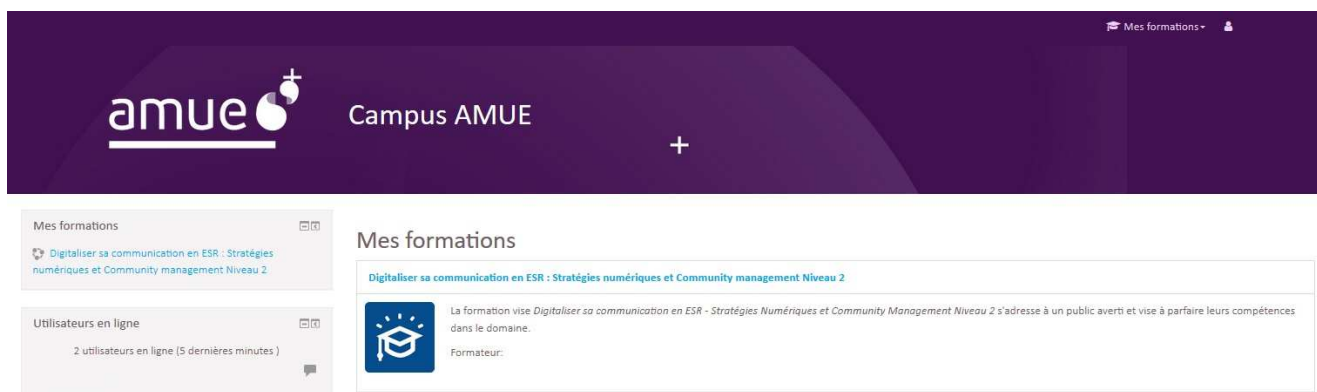 Mes formations
amue
Campus AMUE
Mes formations
Digitaliser sa communication en ESR : Stratégies
numériques et Community management Niveau 2
Utilisateurs en ligne
2 utilisateurs en ligne (5 dernières minutes )
Mes formations
Digitaliser sa communication en ESR : Stratégies numériques et Community management Niveau 2
La formation vise Digitaliser sa communication en ESR - Stratégies Numériques et Community Management Niveau 2 s'adresse à un public averti et vise à parfaire leurs compétences
dans le domaine.
Formateur: